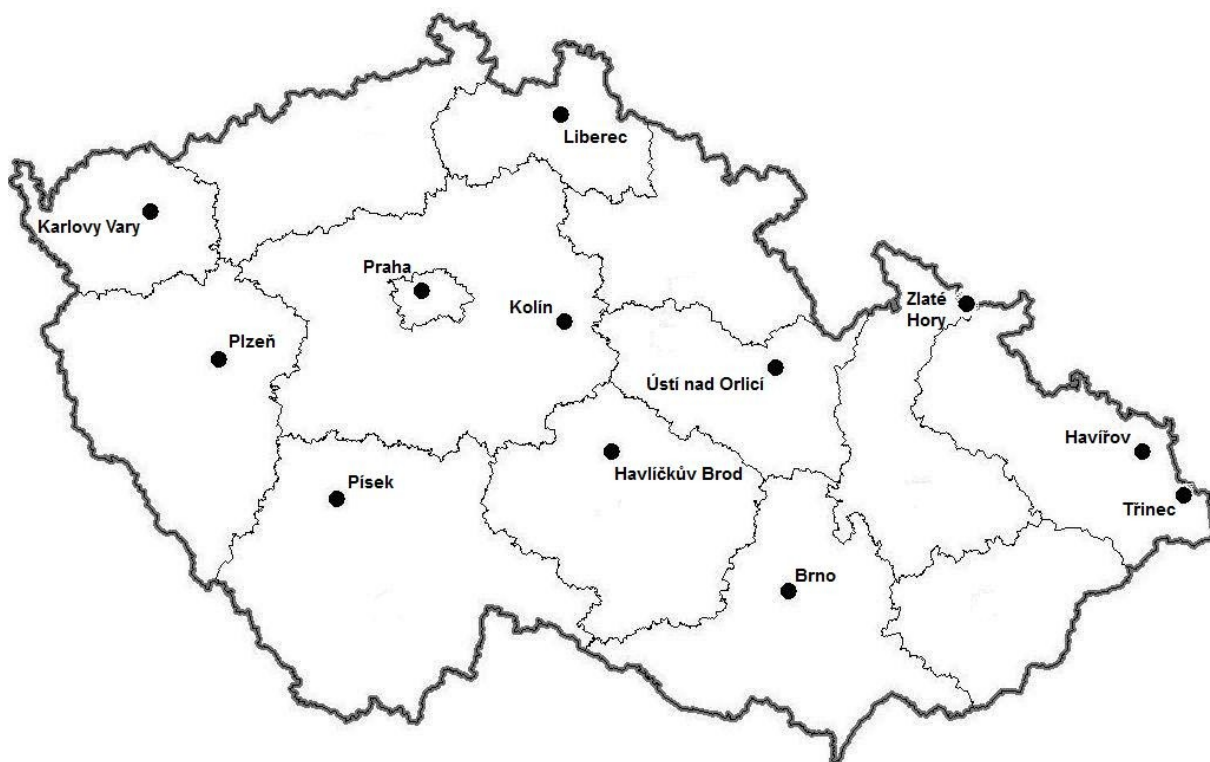 Liberec
Karlovy Vary
Praha
Zlaté
Hory
Kolín
Plzeň
Ústí nad Orlicí
Havířov
Havlíčkův Brod
Písek
Třinec
Brno